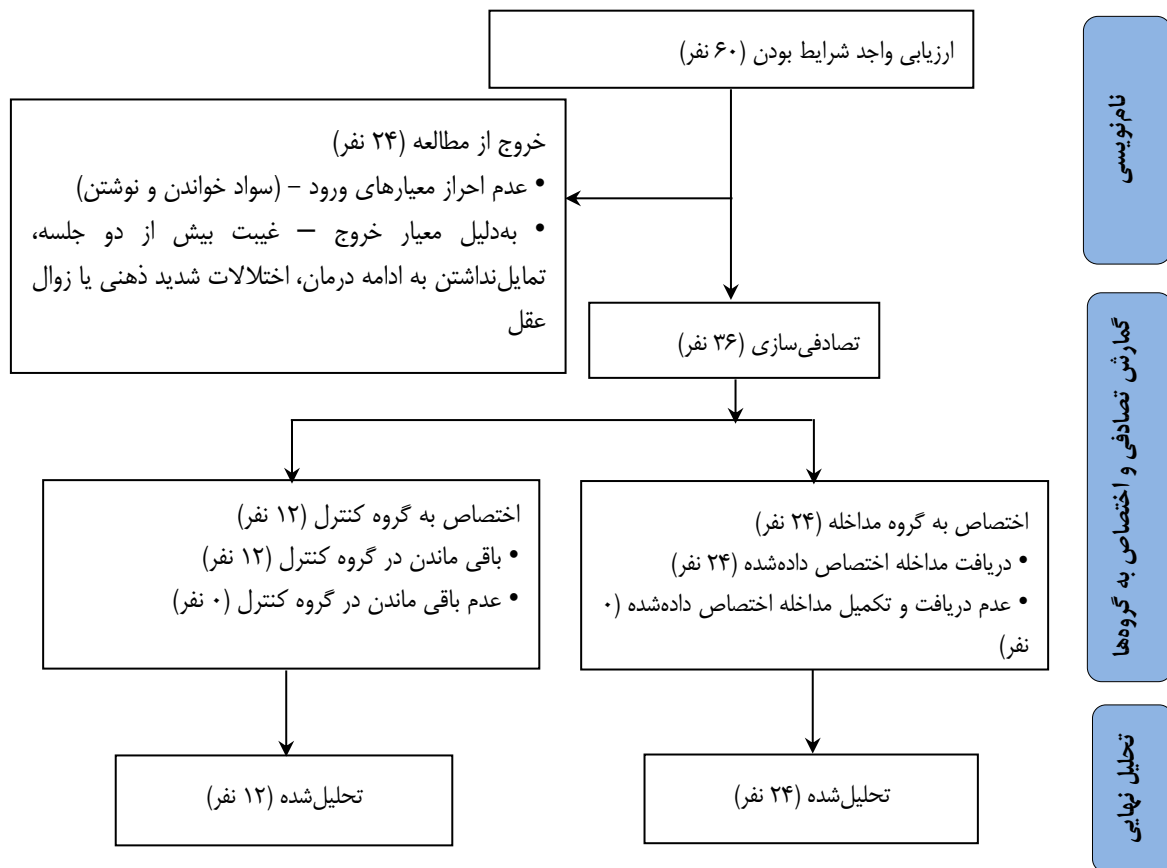 ارزیابی واجد شرایط بودن (۶۰ نفر)
نام‌نویسی
خروج از مطالعه (۲۴ نفر)
• عدم احراز معیارهای ورود – (سواد خواندن و نوشتن)
• به‌دلیل معیار خروج – غیبت بیش از دو جلسه،
تمایل‌نداشتن به ادامه درمان، اختلالات شدید ذهنی یا زوال
عقل
تصادفی‌سازی (۳۶ نفر)
گمارش تصادفی و اختصاص به گروه‌ها
اختصاص به گروه مداخله (۲۴ نفر)
• دریافت مداخله اختصاص داده‌شده (۲۴ نفر)
• عدم دریافت و تکمیل مداخله اختصاص داده‌شده (۰
نفر)
اختصاص به گروه کنترل (۱۲ نفر)
• باقی ماندن در گروه کنترل (۱۲ نفر)
• عدم باقی ماندن در گروه کنترل (۰ نفر)
تحلیل نهایی
تحلیل‌شده (۲۴ نفر)
تحلیل‌شده (۱۲ نفر)